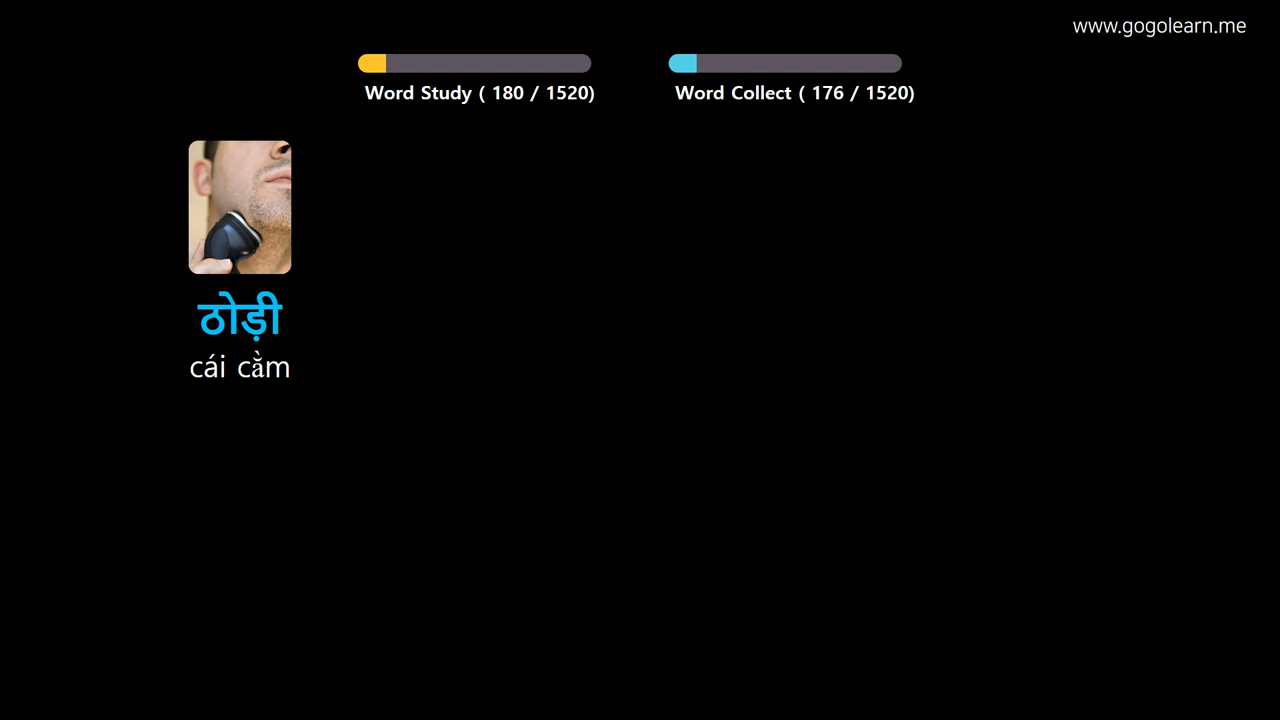 www.gogolearn.me
Word Study ( 180 / 1520)
Word Collect ( 176 / 1520)
ठोड़ी
cái cằm